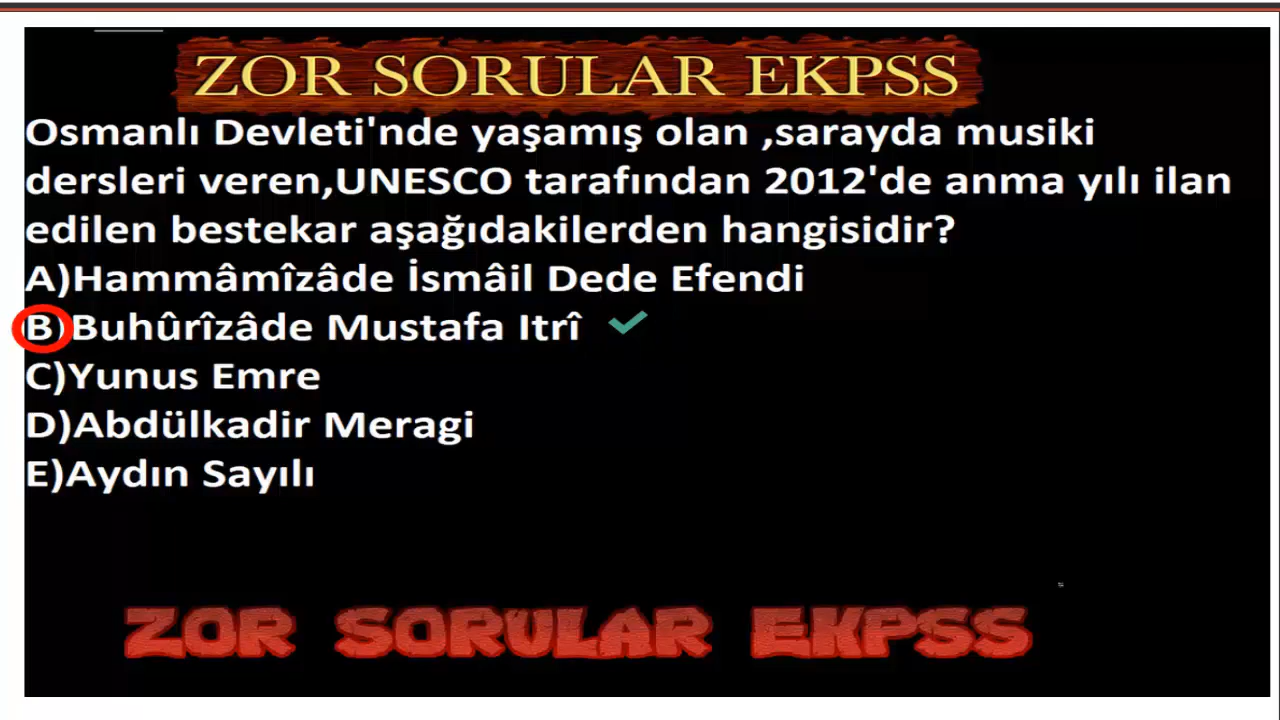 ZOR SORULAR EKPSS
Osmanlı Devleti'nde yaşamış olan ,sarayda musiki
dersleri veren,UNESCO tarafından 2012'de anma yılı ilan
edilen bestekar aşağıdakilerden hangisidir?
A)Hammâmîzâde İsmâil Dede Efendi
B)Buhûrîzâde Mustafa Itrî
C)Yunus Emre
D)Abdülkadir Meragi
E)Aydın Sayılı
ZOR SORULAR EKPSS